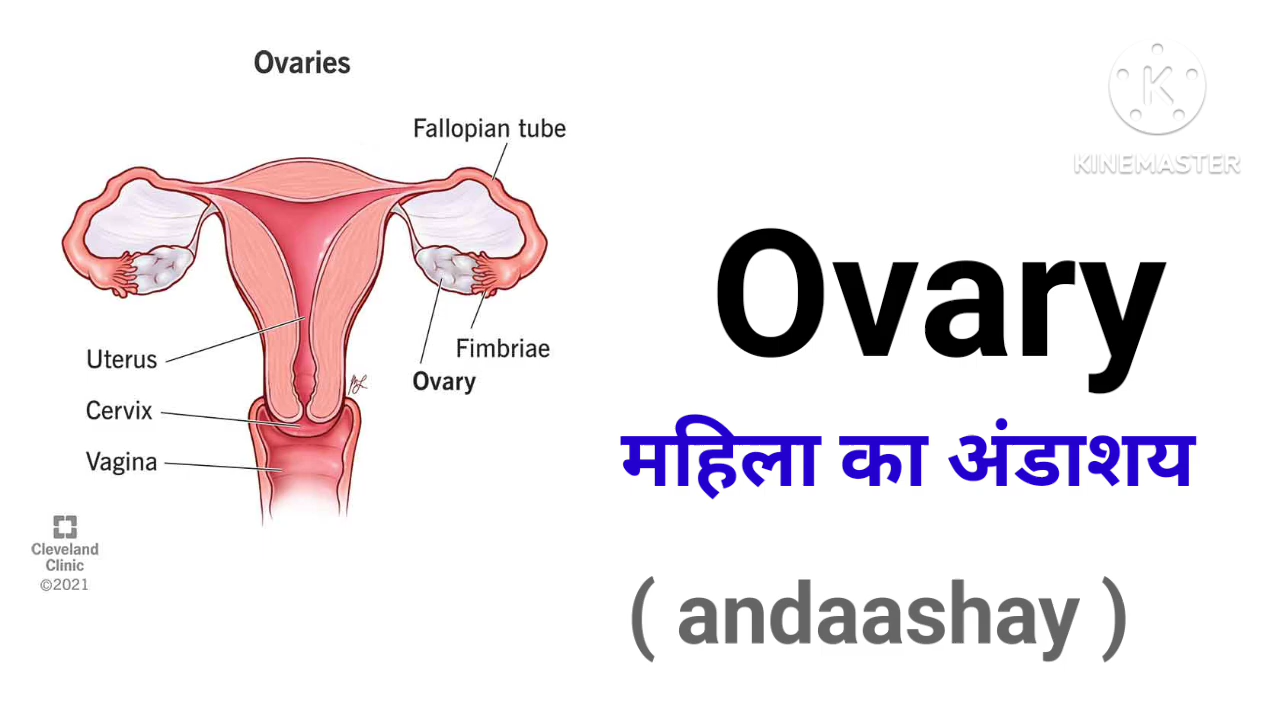 Ovaries
Fallopian tube
Uterus
Cervix
Vagina
Fimbriae
Ovary
Cleveland
Clinic
©2021
KINEMASTER
Ovary
महिला का अंडाशय
( andaashay )